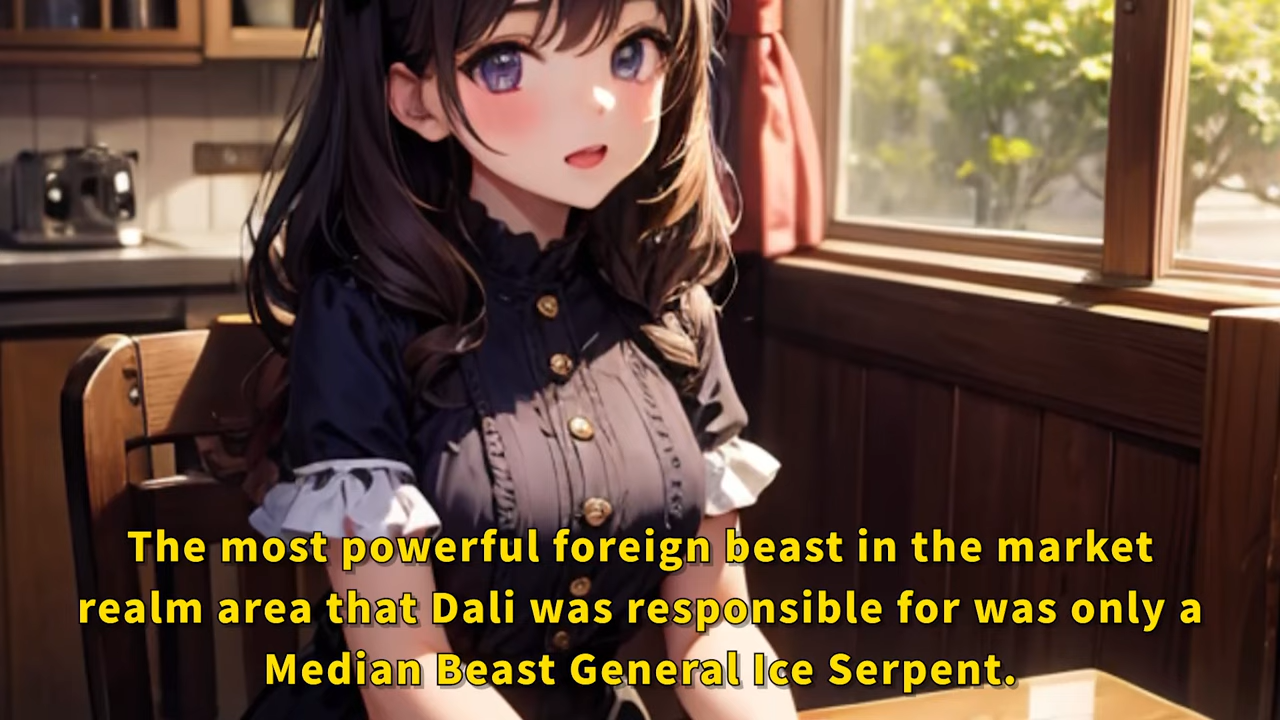 The most powerful foreign beast in the market
realm area that Dali was responsible for was only a
Median Beast General Ice Serpent.